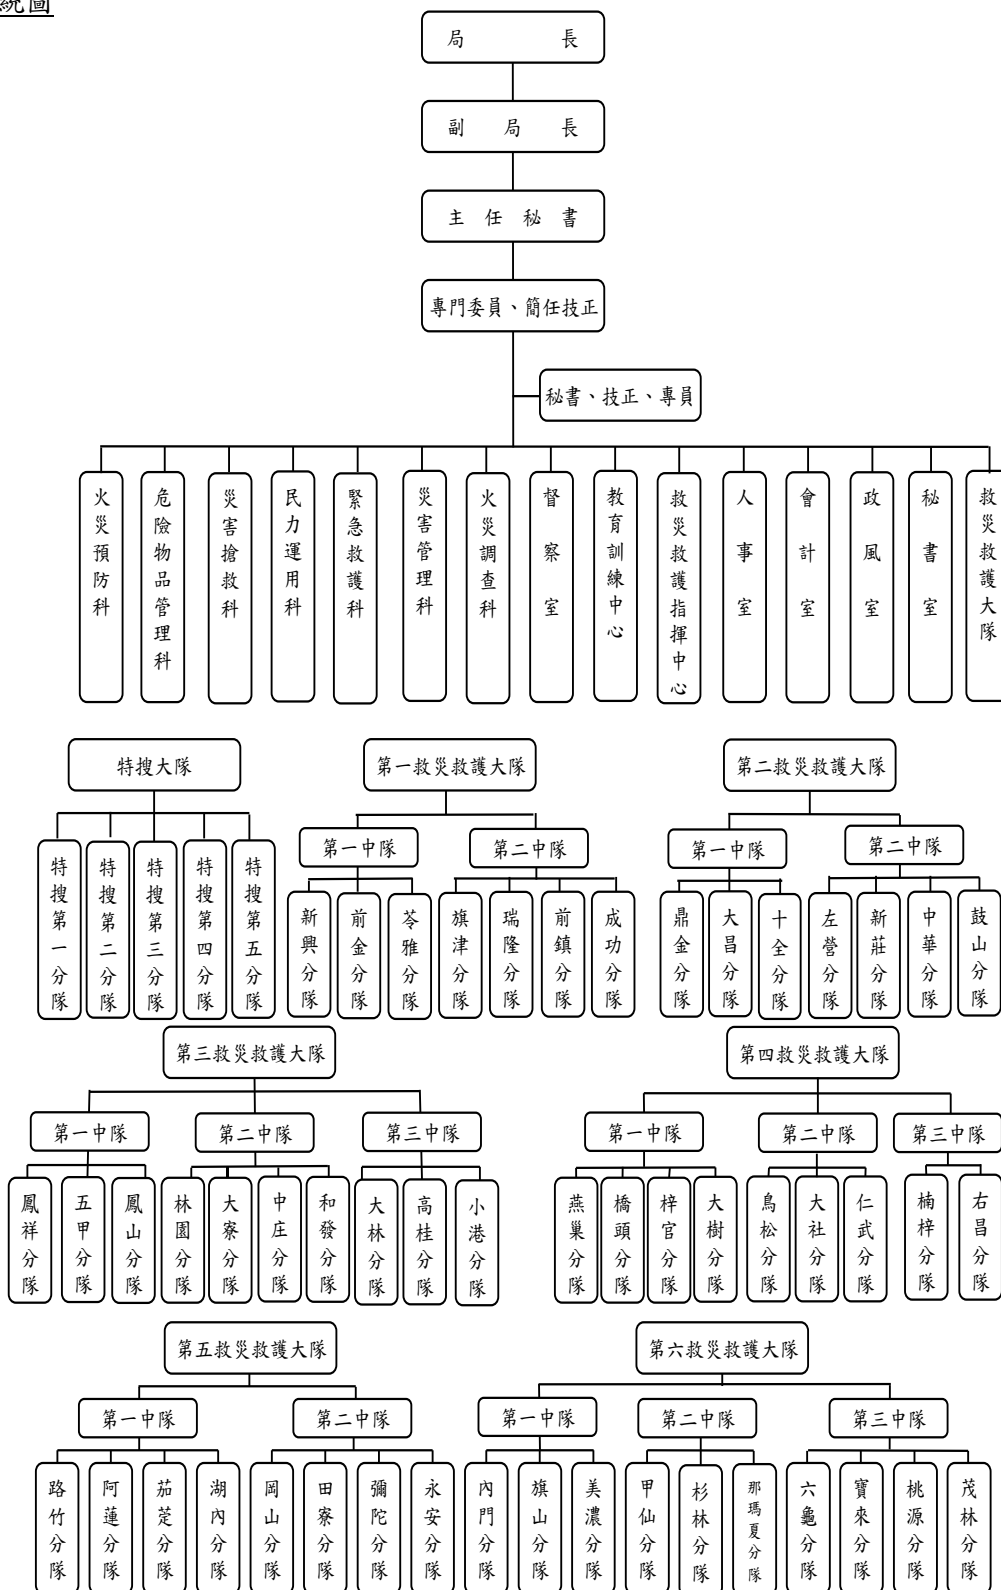 統圖
局長
副局長
主任秘書
專門委員、簡任技正
秘書、技正、專員
火災預防科
危險物品管理科
災害搶救科
民力運用科
緊急救護科
災害管理科
火災調查科
督察室
教育訓練中心
救災救護指揮中心
人事室
會計室
政風室
秘書室
救災救護大隊
特搜大隊
特搜第一分隊
特搜第二分隊
特搜第三分隊
特搜第四分隊
特搜第五分隊
第一救災救護大隊
第一中隊
新興分隊
前金分隊
苓雅分隊
第二中隊
旗津分隊
瑞隆分隊
前鎮分隊
成功分隊
第二救災救護大隊
第一中隊
鼎金分隊
大昌分隊
十全分隊
第二中隊
左營分隊
新莊分隊
中華分隊
鼓山分隊
第三救災救護大隊
第一中隊
鳳祥分隊
五甲分隊
鳳山分隊
第二中隊
林園分隊
大寮分隊
中庄分隊
和發分隊
第三中隊
大林分隊
高桂分隊
小港分隊
第四救災救護大隊
第一中隊
燕巢分隊
橋頭分隊
梓官分隊
大樹分隊
第二中隊
鳥松分隊
大社分隊
仁武分隊
第三中隊
楠梓分隊
右昌分隊
第五救災救護大隊
第一中隊
路竹分隊
阿蓮分隊
茄萣分隊
湖內分隊
第二中隊
岡山分隊
田寮分隊
彌陀分隊
永安分隊
第六救災救護大隊
第一中隊
內門分隊
旗山分隊
美濃分隊
第二中隊
甲仙分隊
杉林分隊
那瑪夏分隊
第三中隊
六龜分隊
寶來分隊
桃源分隊
茂林分隊